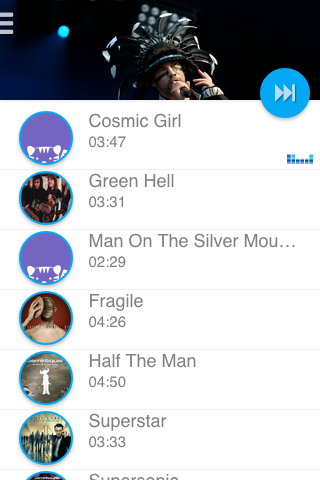 Cosmic Girl
03:47
Green Hell
03:31
Man On The Silver Mou…
02:29
Fragile
04:26
Half The Man
04:50
Superstar
03:33
Supersonic